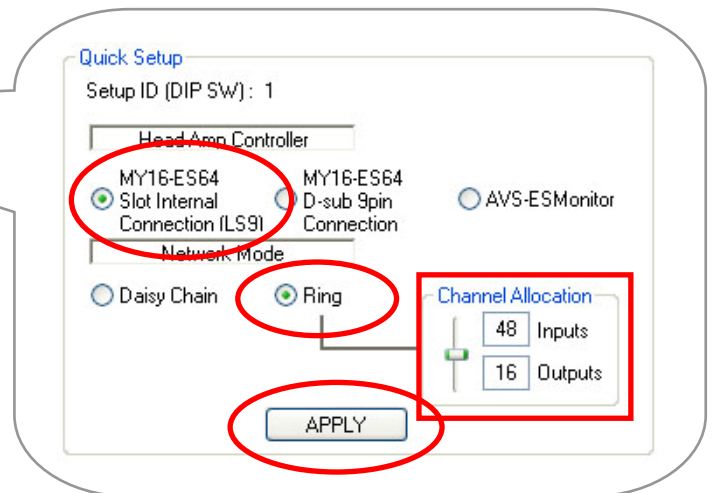 Quick Setup
Setup ID (DIP SW) : 1
Head Amp Controller
MY16-ES64
Slot Internal
Connection (LS9)
MY16-ES64
D-sub 9pin
Connection
AVS-ESMonitor
Network Mode
Daisy Chain
Ring
Channel Allocation
48 Inputs
16 Outputs
APPLY